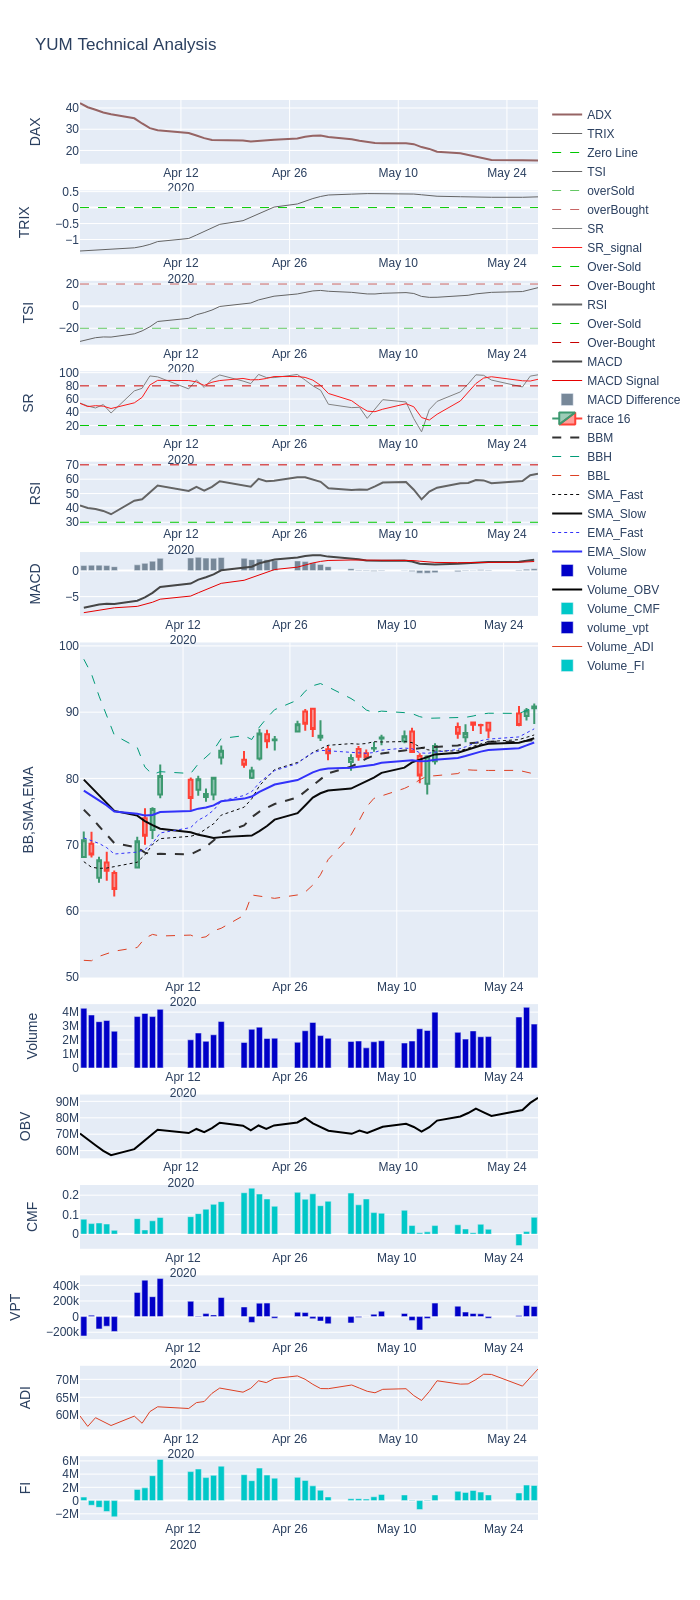 YUM Technical Analysis
DAX
40
30
20
Apr 12
2020
Apr 26
May 10
May 24
TRIX
0.5
0
−0.5
−1
Apr 12
2020
Apr 26
May 10
May 24
TSI
20
0
−20
Apr 12
2020
Apr 26
May 10
May 24
SR
100
80
60
40
20
Apr 12
2020
Apr 26
May 10
May 24
RSI
70
60
50
40
30
Apr 12
2020
Apr 26
May 10
May 24
MACD
0
−5
Apr 12
2020
Apr 26
May 10
May 24
BB,SMA,EMA
100
90
80
70
60
50
Apr 12
2020
Apr 26
May 10
May 24
Volume
4M
3M
2M
1M
0
Apr 12
2020
Apr 26
May 10
May 24
OBV
90M
80M
70M
60M
Apr 12
2020
Apr 26
May 10
May 24
CMF
0.2
0.1
0
Apr 12
2020
Apr 26
May 10
May 24
VPT
400k
200k
0
−200k
Apr 12
2020
Apr 26
May 10
May 24
ADI
70M
65M
60M
Apr 12
2020
Apr 26
May 10
May 24
FI
6M
4M
2M
0
−2M
Apr 12
2020
Apr 26
May 10
May 24
ADX
TRIX
Zero Line
TSI
overSold
overBought
SR
SR_signal
Over-Sold
Over-Bought
RSI
Over-Sold
Over-Bought
MACD
MACD Signal
MACD Difference
trace 16
BBM
BBH
BBL
SMA_Fast
SMA_Slow
EMA_Fast
EMA_Slow
Volume
Volume_OBV
Volume_CMF
volume_vpt
Volume_ADI
Volume_FI